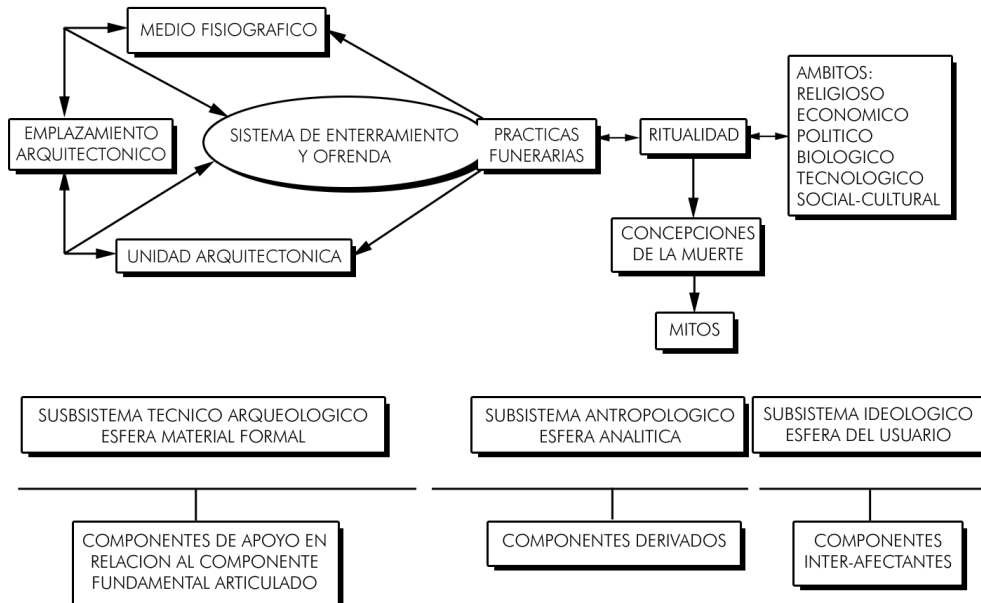 MEDIO FISIOGRAFICO
EMPLAZAMIENTO
ARQUITECTONICO
SISTEMA DE ENTERRAMIENTO
Y OFRENDA
PRACTICAS
FUNERARIAS
RITUALIDAD
AMBITOS:
RELIGIOSO
ECONOMICO
POLITICO
BIOLOGICO
TECNOLOGICO
SOCIAL-CULTURAL
UNIDAD ARQUITECTONICA
CONCEPCIONES
DE LA MUERTE
MITOS
SUSBSISTEMA TECNICO ARQUEOLOGICO
ESFERA MATERIAL FORMAL
SUBSISTEMA ANTROPOLOGICO
ESFERA ANALITICA
SUBSISTEMA IDEOLOGICO
ESFERA DEL USUARIO
COMPONENTES DE APOYO EN
RELACION AL COMPONENTE
FUNDAMENTAL ARTICULADO
COMPONENTES DERIVADOS
COMPONENTES
INTER-AFECTANTES